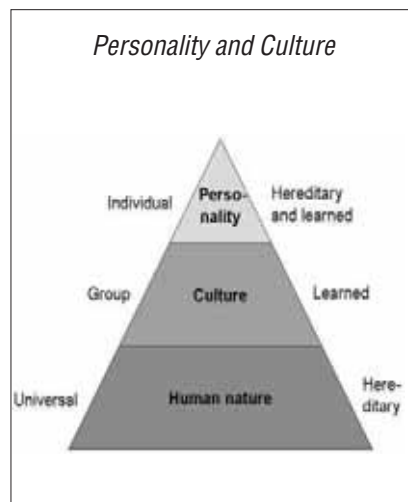 Personality and Culture
Individual
Perso-
nality
Hereditary
and learned
Group
Culture
Learned
Universal
Human nature
Here-
ditary